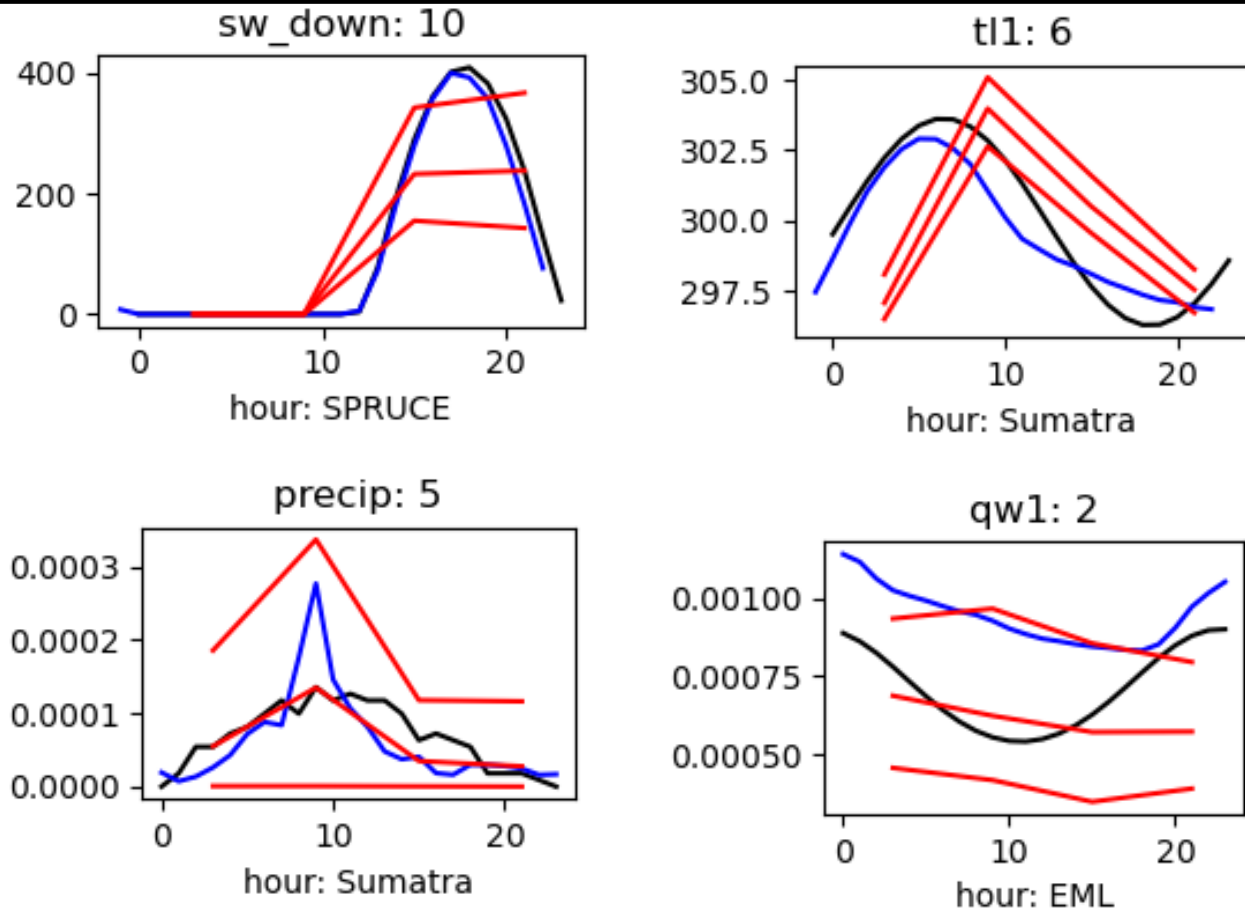 sw_down: 10
400
200
0
0 10 20
hour: SPRUCE
tl1: 6
305.0
302.5
300.0
297.5
0 10 20
hour: Sumatra
precip: 5
0.0003
0.0002
0.0001
0.0000
0 10 20
hour: Sumatra
qw1: 2
0.00100
0.00075
0.00050
0 10 20
hour: EML